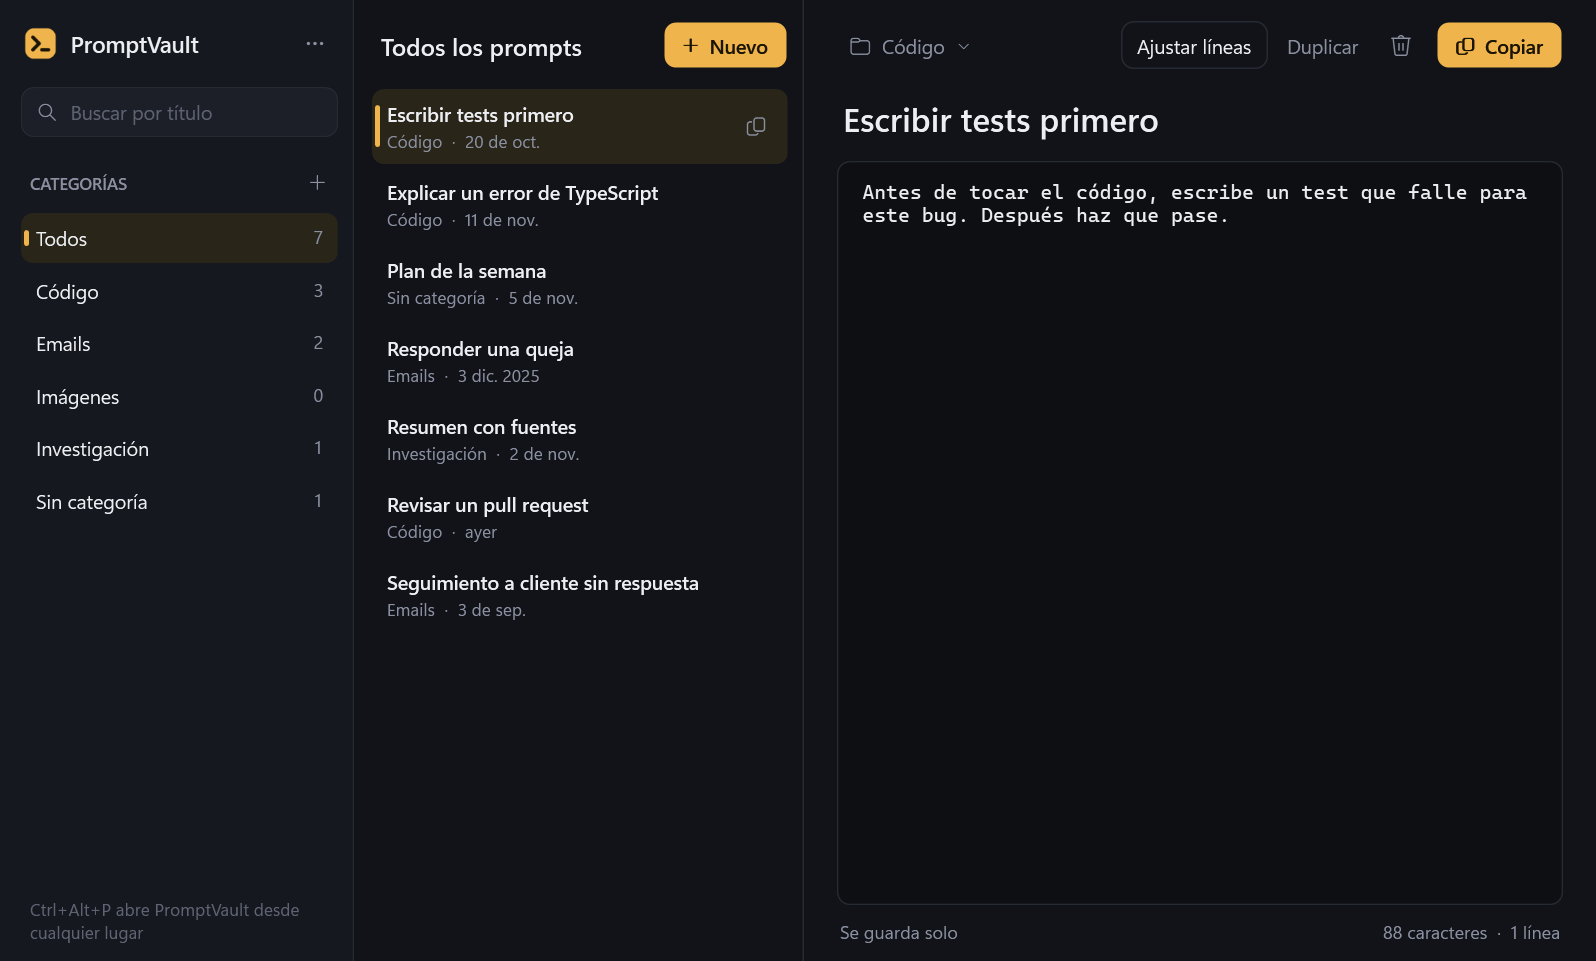 PromptVault
Buscar por título
CATEGORÍAS
Todos 7
Código 3
Emails 2
Imágenes 0
Investigación 1
Sin categoría 1
Ctrl+Alt+P abre PromptVault desde
cualquier lugar
Todos los prompts
Nuevo
Escribir tests primero
Código · 20 de oct.
Explicar un error de TypeScript
Código · 11 de nov.
Plan de la semana
Sin categoría · 5 de nov.
Responder una queja
Emails · 3 dic. 2025
Resumen con fuentes
Investigación · 2 de nov.
Revisar un pull request
Código · ayer
Seguimiento a cliente sin respuesta
Emails · 3 de sep.
Código
Ajustar líneas
Duplicar
Copiar
Escribir tests primero
Antes de tocar el código, escribe un test que falle para
este bug. Después haz que pase.
Se guarda solo
88 caracteres · 1 línea